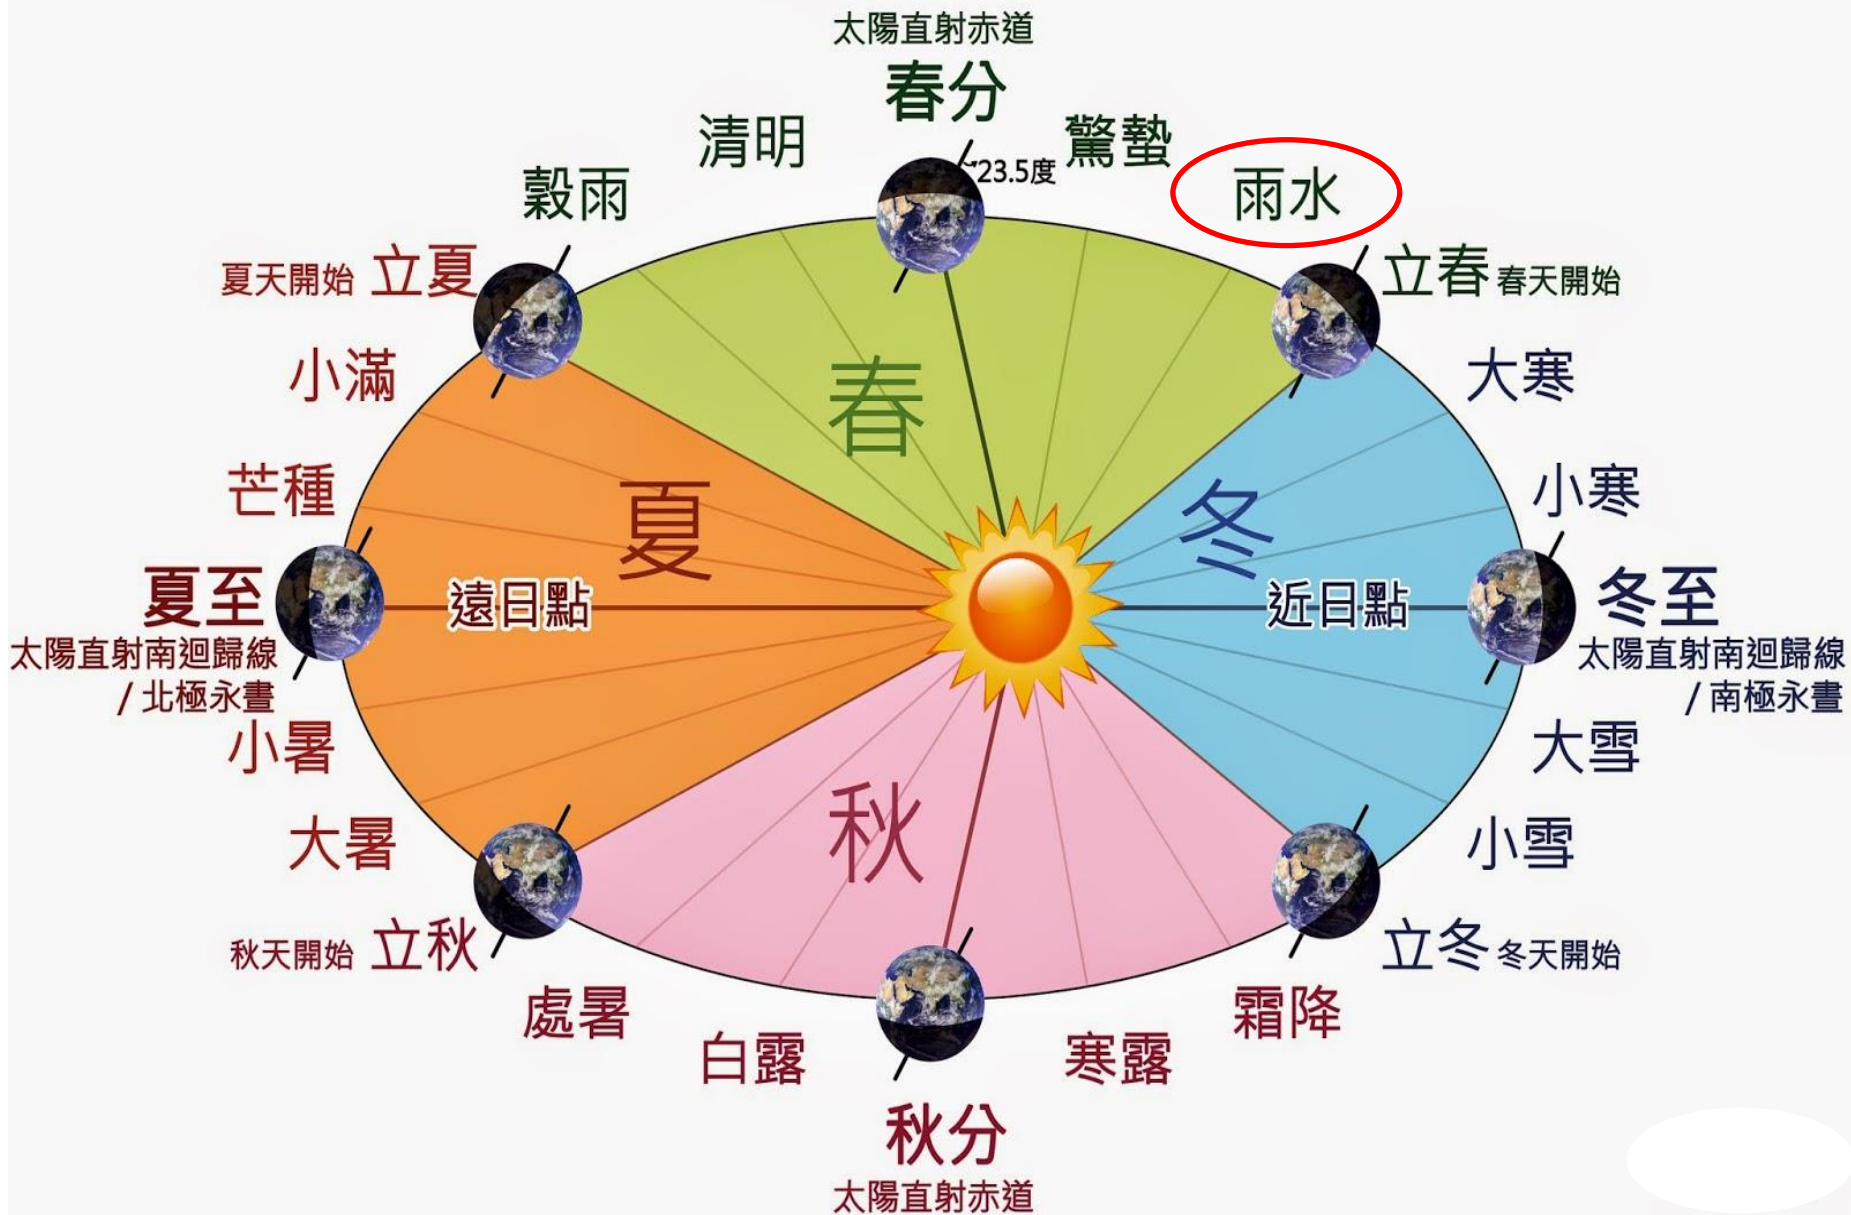 太陽直射赤道
春分
清明
驚蟄
23.5度
穀雨
雨水
夏天開始 立夏
立春 春天開始
小滿
春
大寒
芒種
夏
冬
小寒
夏至
遠日點
近日點
冬至
太陽直射南迴歸線
/ 北極永晝
太陽直射南迴歸線
/ 南極永晝
小暑
大雪
大暑
秋
小雪
秋天開始 立秋
立冬 冬天開始
處暑
霜降
白露
寒露
秋分
太陽直射赤道